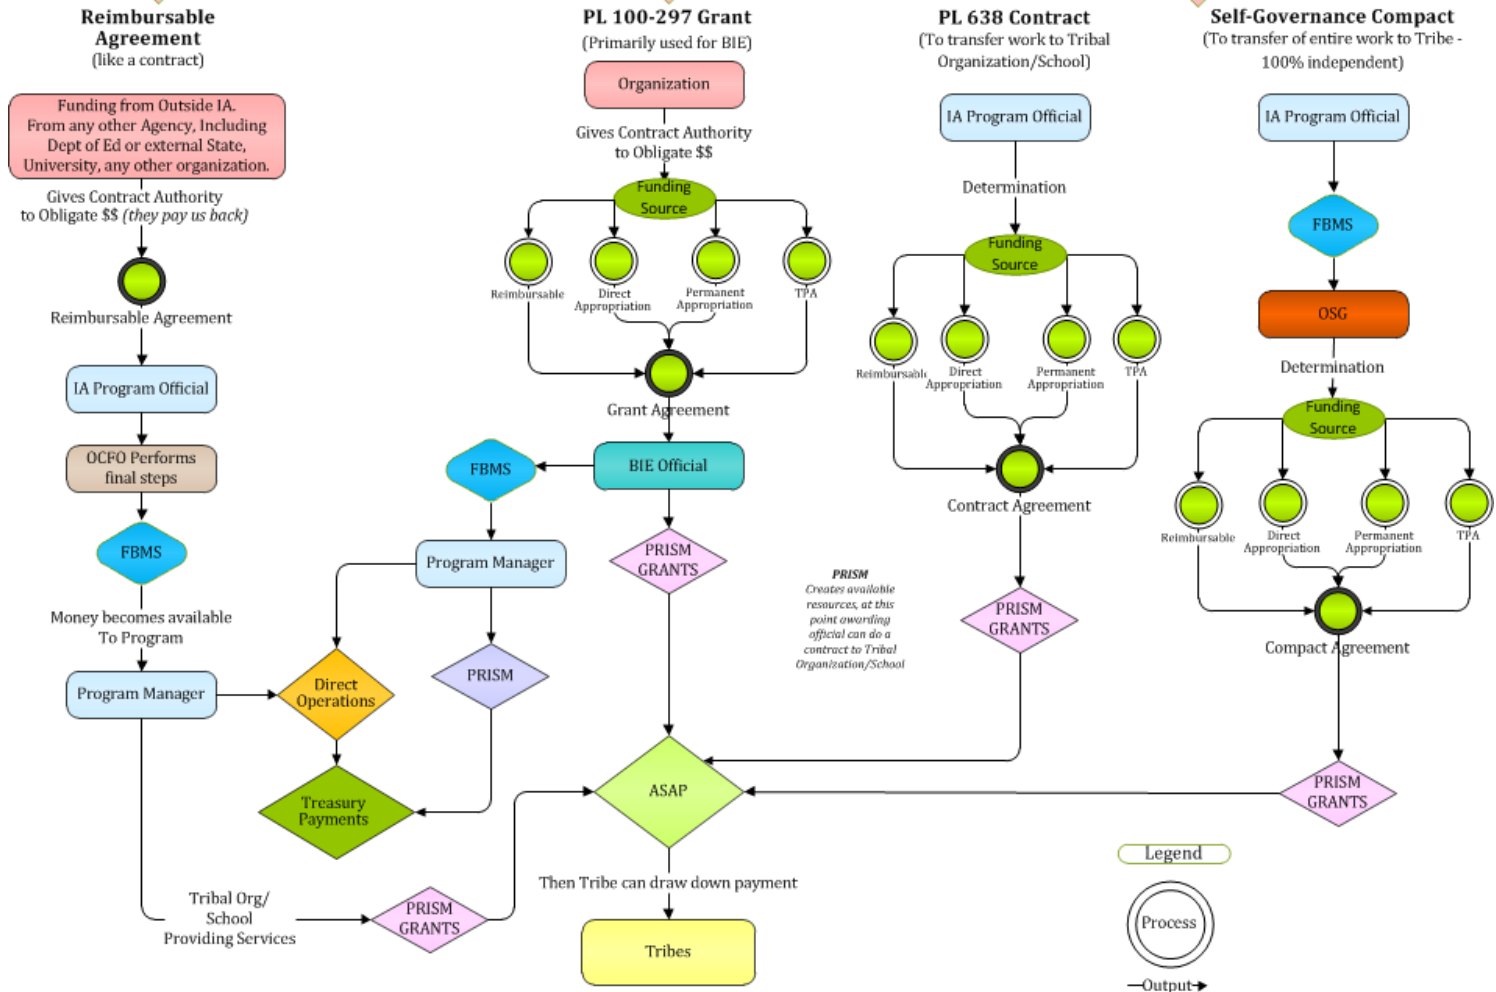 Reimbursable
Agreement
(like a contract)
Funding from Outside IA.
From any other Agency, Including
Dept of Ed or external State,
University, any other organization.
Gives Contract Authority
to Obligate $$ (they pay us back)
Reimbursable Agreement
IA Program Official
OCFO Performs
final steps
FBMS
Money becomes available
To Program
Program Manager
Tribal Org/
School
Providing Services
PRISM
GRANTS
Direct
Operations
Treasury
Payments
PL 100-297 Grant
(Primarily used for BIE)
Organization
Gives Contract Authority
to Obligate $$
Funding
Source
Reimbursable
Direct
Appropriation
Permanent
Appropriation
TPA
Grant Agreement
BIE Official
FBMS
Program Manager
PRISM
PRISM
GRANTS
ASAP
Then Tribe can draw down payment
Tribes
PL 638 Contract
(To transfer work to Tribal
Organization/School)
IA Program Official
Determination
Funding
Source
Reimbursable
Direct
Appropriation
Permanent
Appropriation
TPA
Contract Agreement
PRISM
Creates available
resources, at this
point awarding
official can do a
contract to Tribal
Organization/School
PRISM
GRANTS
Self-Governance Compact
(To transfer of entire work to Tribe -
100% independent)
IA Program Official
FBMS
OSG
Determination
Funding
Source
Reimbursable
Direct
Appropriation
Permanent
Appropriation
TPA
Compact Agreement
PRISM
GRANTS
Legend
Process
Output